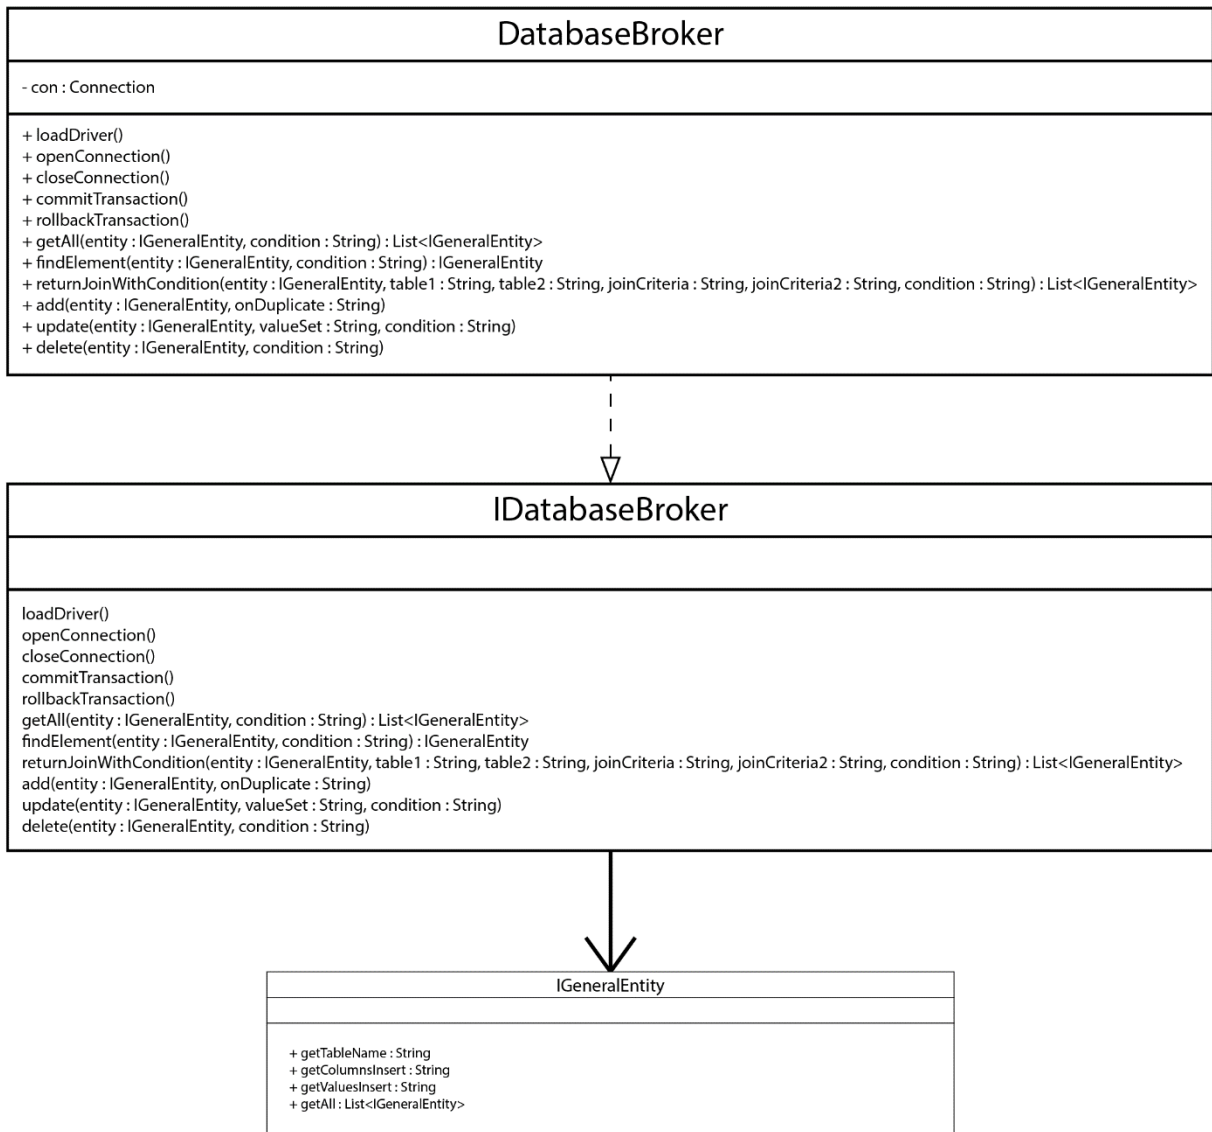 DatabaseBroker
- con : Connection
+ loadDriver()
+ openConnection()
+ closeConnection()
+ commitTransaction()
+ rollbackTransaction()
+ getAll(entity : IGeneralEntity, condition : String) : List<IGeneralEntity>
+ findElement(entity : IGeneralEntity, condition : String) : IGeneralEntity
+ returnJoinWithCondition(entity : IGeneralEntity, table1 : String, table2 : String, joinCriteria : String, joinCriteria2 : String, condition : String) : List<IGeneralEntity>
+ add(entity : IGeneralEntity, onDuplicate : String)
+ update(entity : IGeneralEntity, valueSet : String, condition : String)
+ delete(entity : IGeneralEntity, condition : String)
IDatabaseBroker
loadDriver()
openConnection()
closeConnection()
commitTransaction()
rollbackTransaction()
getAll(entity : IGeneralEntity, condition : String) : List<IGeneralEntity>
findElement(entity : IGeneralEntity, condition : String) : IGeneralEntity
returnJoinWithCondition(entity : IGeneralEntity, table1 : String, table2 : String, joinCriteria : String, joinCriteria2 : String, condition : String) : List<IGeneralEntity>
add(entity : IGeneralEntity, onDuplicate : String)
update(entity : IGeneralEntity, valueSet : String, condition : String)
delete(entity : IGeneralEntity, condition : String)
IGeneralEntity
+ getTableName : String
+ getColumnsInsert : String
+ getValuesInsert : String
+ getAll : List<IGeneralEntity>